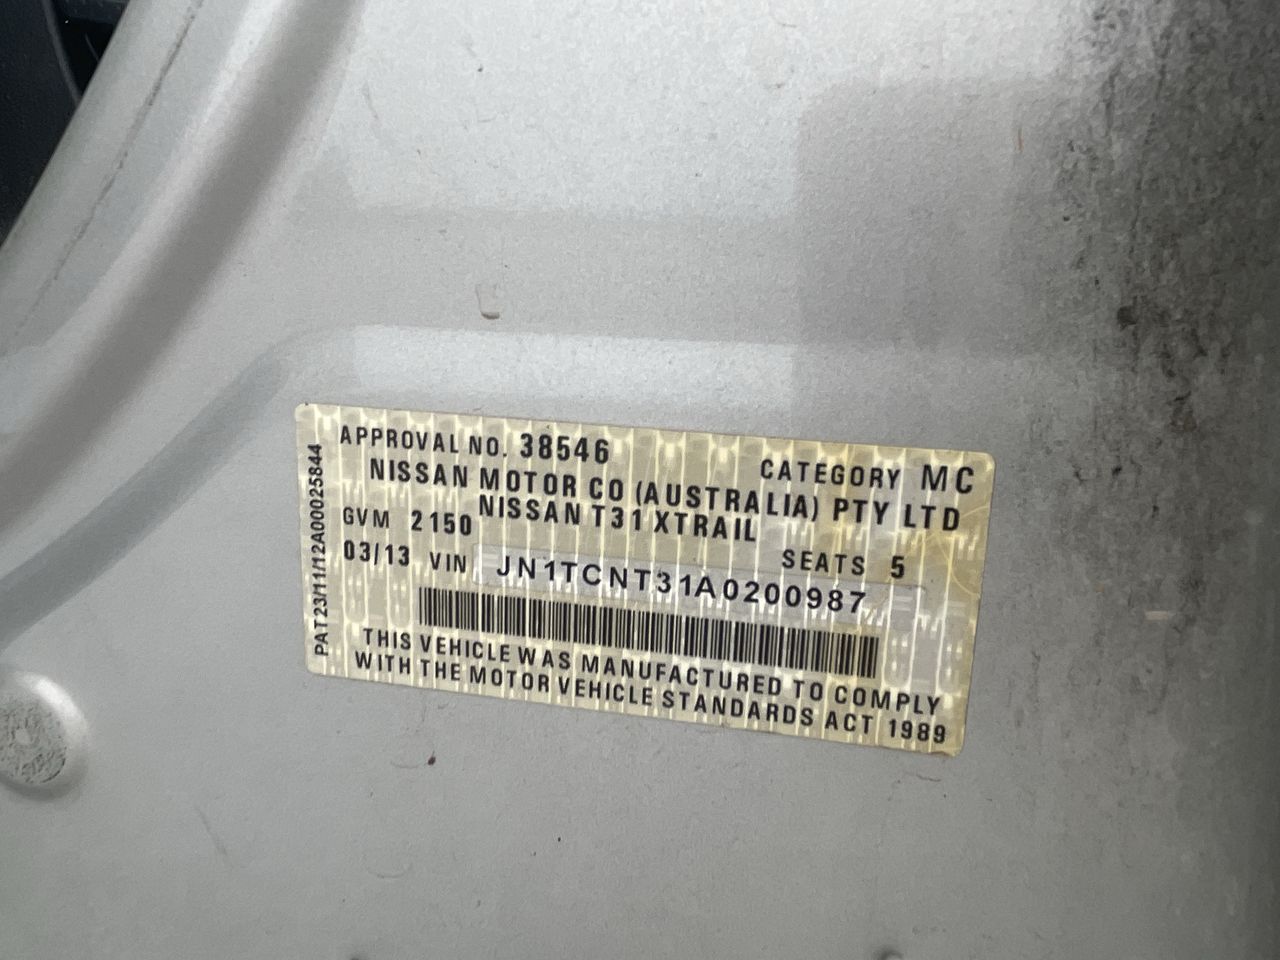 APPROVAL NO. 38546 CATEGORY MC
NISSAN MOTOR CO (AUSTRALIA) PTY LTD
NISSAN T31 XTRAIL
GVM 2150 SEATS 5
03/13 VIN JN1TCNT31A0200987
THIS VEHICLE WAS MANUFACTURED TO COMPLY
WITH THE MOTOR VEHICLE STANDARDS ACT 1989
PAT23/11/12A00025844